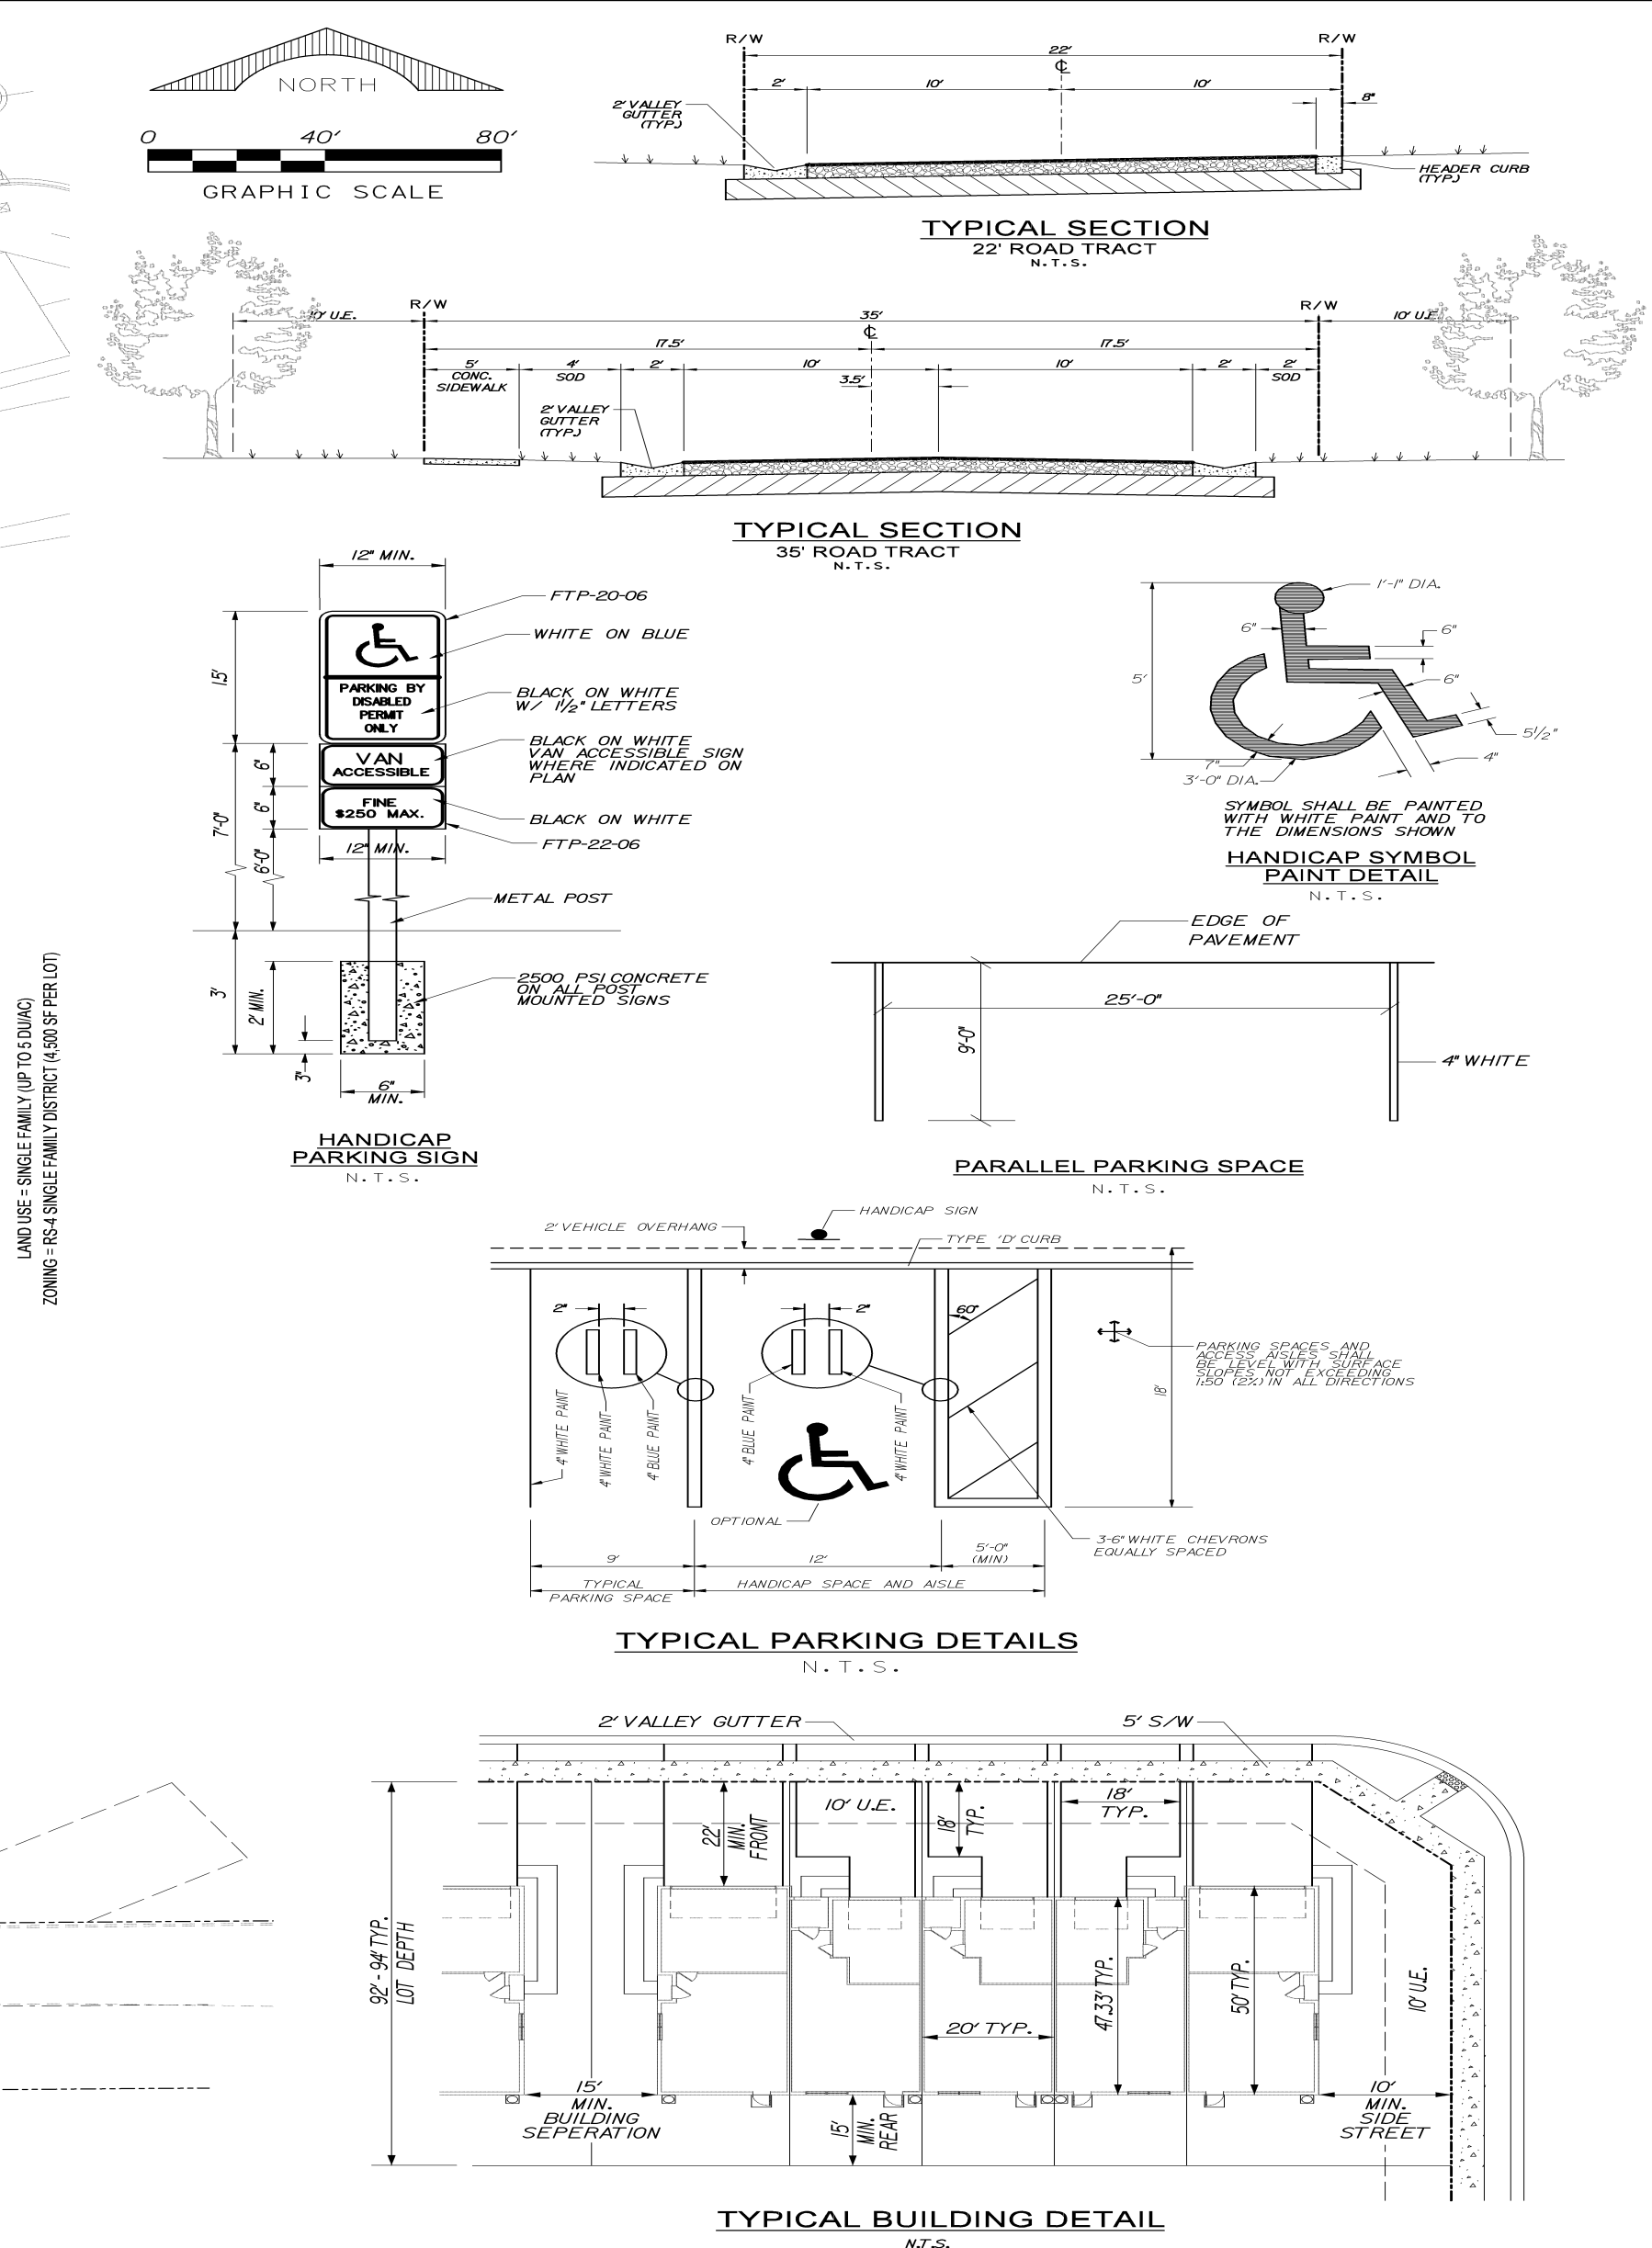 NORTH
0 40' 80'
GRAPHIC SCALE
R/W R/W
22'
℄
2' 10' 10' 8"
2' VALLEY
GUTTER
(TYP.)
HEADER CURB
(TYP.)
TYPICAL SECTION
22' ROAD TRACT
N.T.S.
R/W R/W
10' U.E. 35' 10' U.E.
℄
17.5' 17.5'
5' 4' 2' 10' 10' 2' 2'
CONC. SOD SOD
SIDEWALK
3.5'
2' VALLEY
GUTTER
(TYP.)
TYPICAL SECTION
35' ROAD TRACT
N.T.S.
12" MIN.
FTP-20-06
WHITE ON BLUE
1.5'
PARKING BY
DISABLED
PERMIT
ONLY
BLACK ON WHITE
W/ 1½" LETTERS
VAN
ACCESSIBLE
BLACK ON WHITE
VAN ACCESSIBLE SIGN
WHERE INDICATED ON
PLAN
6"
FINE
$250 MAX.
6"
BLACK ON WHITE
FTP-22-06
12" MIN.
7'-0"
6'-0"
METAL POST
3'
2' MIN.
2500 PSI CONCRETE
ON ALL POST
MOUNTED SIGNS
3"
6"
MIN.
HANDICAP
PARKING SIGN
N.T.S.
1'-1" DIA.
6" 6"
5' 6"
5½"
4"
7"
3'-0" DIA.
SYMBOL SHALL BE PAINTED
WITH WHITE PAINT AND TO
THE DIMENSIONS SHOWN
HANDICAP SYMBOL
PAINT DETAIL
N.T.S.
EDGE OF
PAVEMENT
25'-0"
9'-0"
4" WHITE
PARALLEL PARKING SPACE
N.T.S.
LAND USE = SINGLE FAMILY (UP TO 5 DU/AC)
ZONING = RS-4 SINGLE FAMILY DISTRICT (4,500 SF PER LOT)
HANDICAP SIGN
2' VEHICLE OVERHANG
TYPE 'D' CURB
2" 2" 60°
PARKING SPACES AND
ACCESS AISLES SHALL
BE LEVEL WITH SURFACE
SLOPES NOT EXCEEDING
1:50 (2%) IN ALL DIRECTIONS
18'
4" WHITE PAINT
4" WHITE PAINT
4" BLUE PAINT
4" BLUE PAINT
4" WHITE PAINT
OPTIONAL
3-6" WHITE CHEVRONS
EQUALLY SPACED
9' 12' 5'-0"
(MIN)
TYPICAL
PARKING SPACE
HANDICAP SPACE AND AISLE
TYPICAL PARKING DETAILS
N.T.S.
2' VALLEY GUTTER 5' S/W
22'
MIN.
FRONT
10' U.E.
18'
TYP.
18'
TYP.
92' - 94' TYP.
LOT DEPTH
47.33' TYP.
50' TYP.
10' U.E.
20' TYP.
15'
MIN.
BUILDING
SEPERATION
15'
MIN.
REAR
10'
MIN.
SIDE
STREET
TYPICAL BUILDING DETAIL
N.T.S.